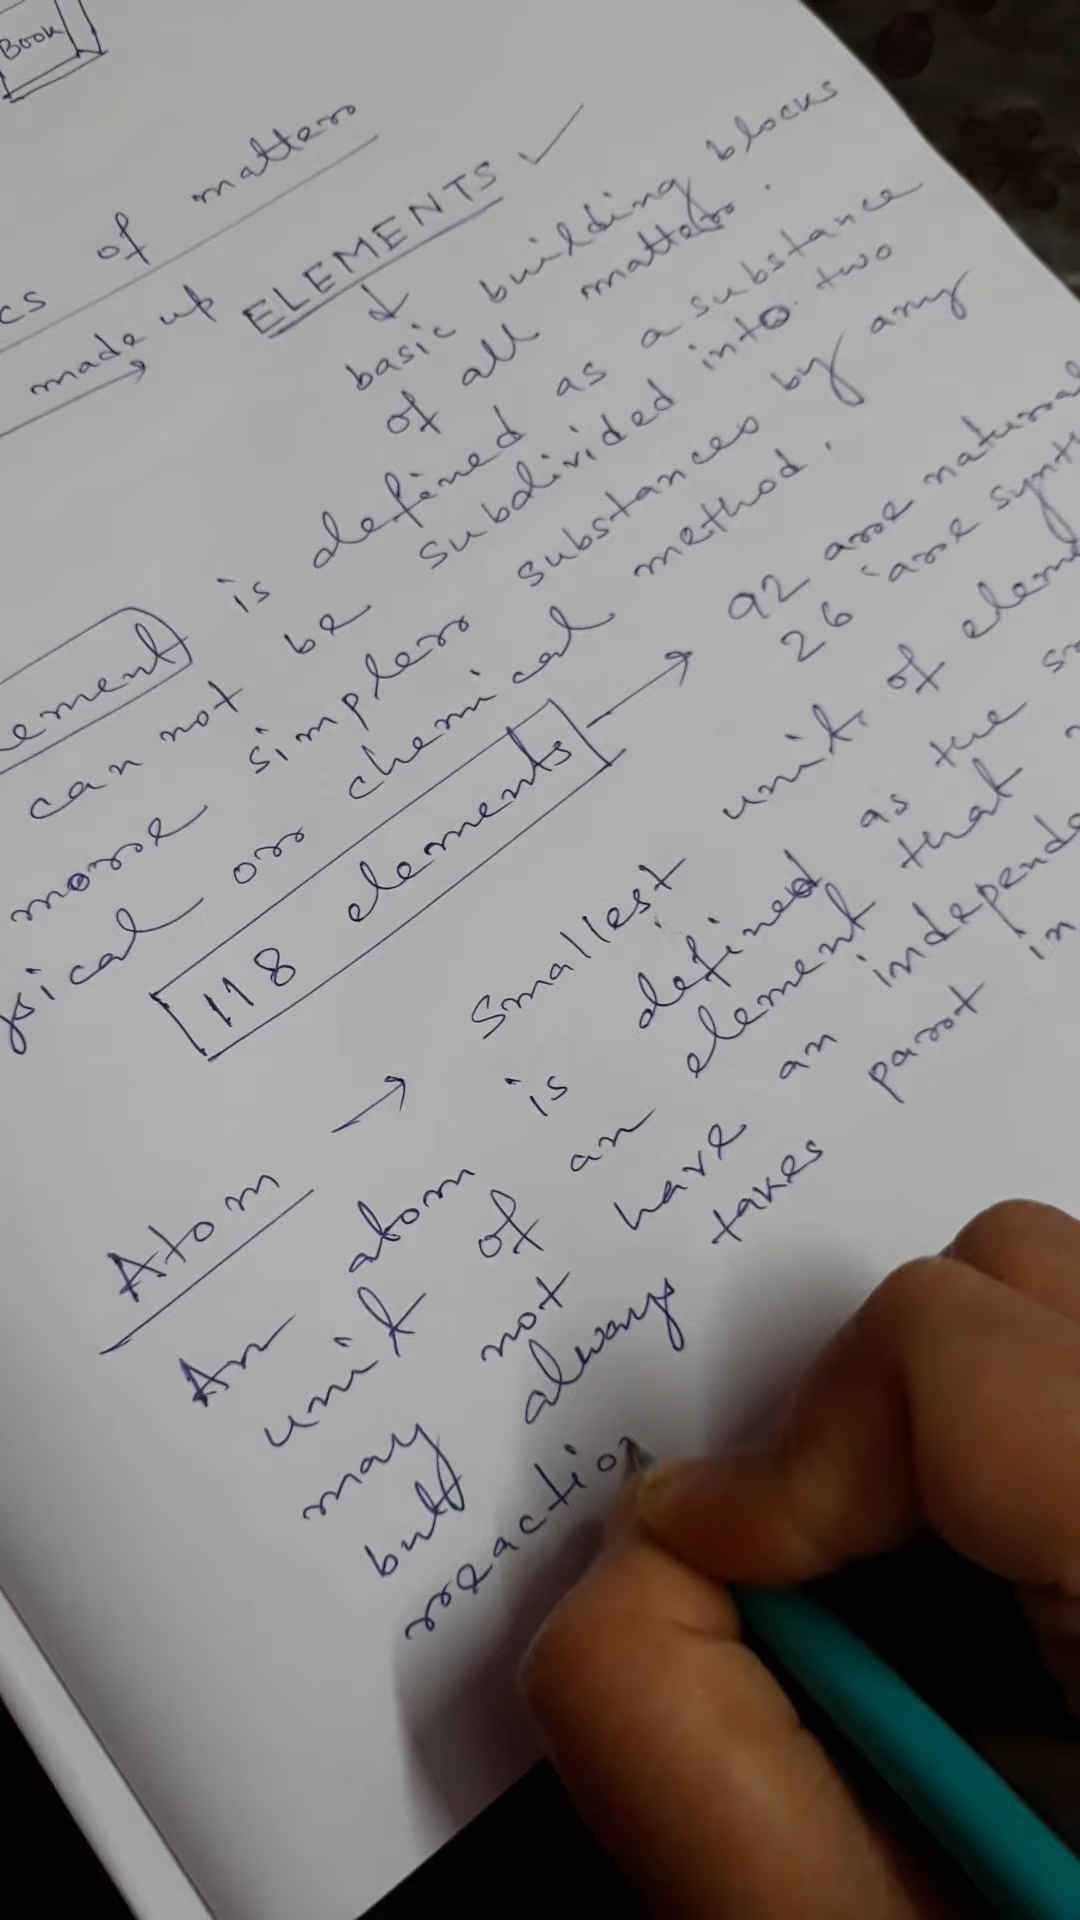 Book
cs of matter
made up → ELEMENTS ✓
↓
basic building blocks
of all matter.
ement is defined as a substance
can not be subdivided into two
more simpler substances by any
sical or chemical method.
118 elements → 92 are natural
26 are synt
Atom → Smallest unit of elem
An atom is defined as the s
unit of an element that
may not have an independe
but always takes part in
reactio